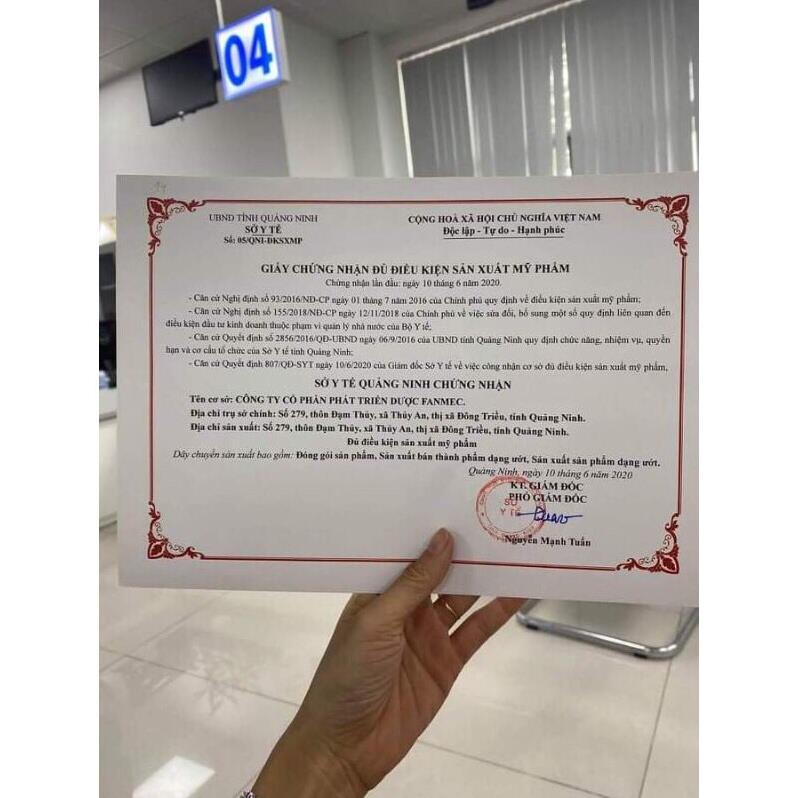 04
UBND TỈNH QUẢNG NINH
SỞ Y TẾ
Số: 05/QNI-ĐKSXMP
CỘNG HOÀ XÃ HỘI CHỦ NGHĨA VIỆT NAM
Độc lập - Tự do - Hạnh phúc
GIẤY CHỨNG NHẬN ĐỦ ĐIỀU KIỆN SẢN XUẤT MỸ PHẨM
Chứng nhận lần đầu: ngày 10 tháng 6 năm 2020.
- Căn cứ Nghị định số 93/2016/NĐ-CP ngày 01 tháng 7 năm 2016 của Chính phủ quy định về điều kiện sản xuất mỹ phẩm;
- Căn cứ Nghị định số 155/2018/NĐ-CP ngày 12/11/2018 của Chính phủ về việc sửa đổi, bổ sung một số quy định liên quan đến
điều kiện đầu tư kinh doanh thuộc phạm vi quản lý nhà nước của Bộ Y tế;
- Căn cứ Quyết định số 2856/2016/QĐ-UBND ngày 06/9/2016 của UBND tỉnh Quảng Ninh quy định chức năng, nhiệm vụ, quyền
hạn và cơ cấu tổ chức của Sở Y tế tỉnh Quảng Ninh;
- Căn cứ Quyết định 807/QĐ-SYT ngày 10/6/2020 của Giám đốc Sở Y tế về việc công nhận cơ sở đủ điều kiện sản xuất mỹ phẩm,
SỞ Y TẾ QUẢNG NINH CHỨNG NHẬN
Tên cơ sở: CÔNG TY CỔ PHẦN PHÁT TRIỂN DƯỢC FANMEC.
Địa chỉ trụ sở chính: Số 279, thôn Đạm Thủy, xã Thủy An, thị xã Đông Triều, tỉnh Quảng Ninh.
Địa chỉ sản xuất: Số 279, thôn Đạm Thủy, xã Thủy An, thị xã Đông Triều, tỉnh Quảng Ninh.
Đủ điều kiện sản xuất mỹ phẩm
Dây chuyền sản xuất bao gồm: Đóng gói sản phẩm, Sản xuất bán thành phẩm dạng ướt, Sản xuất sản phẩm dạng ướt.
Quảng Ninh, ngày 10 tháng 6 năm 2020
KT. GIÁM ĐỐC
PHÓ GIÁM ĐỐC
SỞ
Y TẾ
Nguyễn Mạnh Tuấn